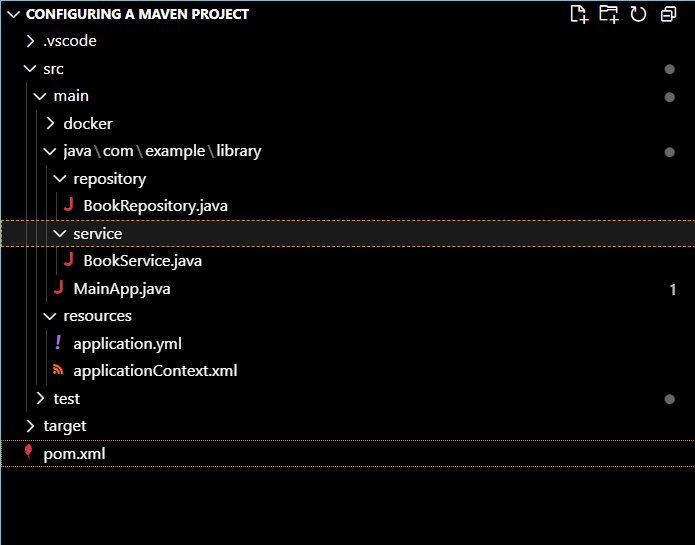 CONFIGURING A MAVEN PROJECT
.vscode
src
main
docker
java\com\example\library
repository
BookRepository.java
service
BookService.java
MainApp.java 1
resources
application.yml
applicationContext.xml
test
target
pom.xml